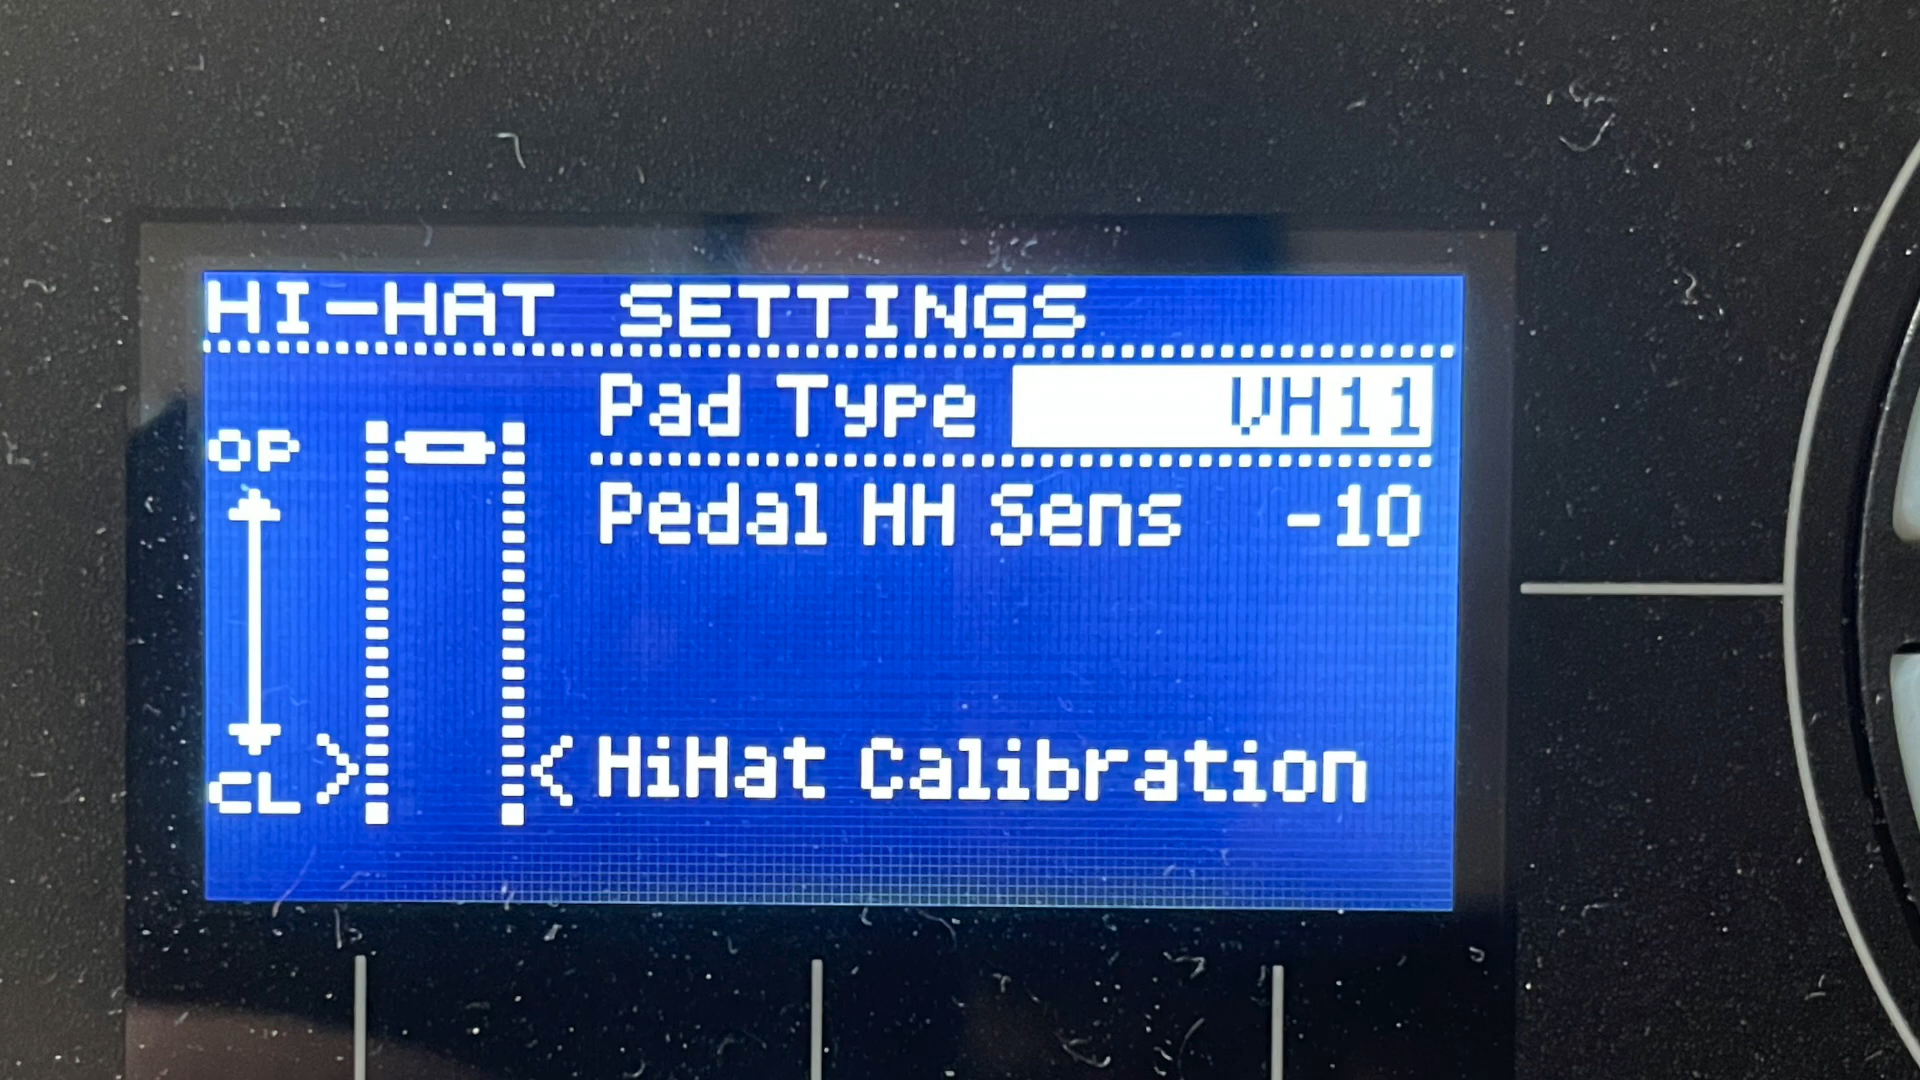 HI-HAT SETTINGS
Pad Type VH11
OP
Pedal HH Sens -10
HiHat Calibration
CL